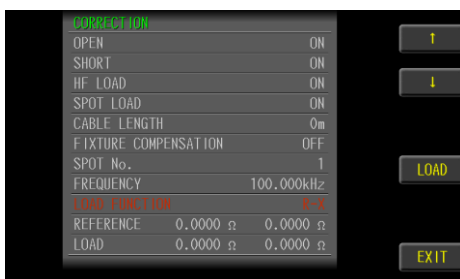 CORRECTION
OPEN ON
SHORT ON
HF LOAD ON
SPOT LOAD ON
CABLE LENGTH 0m
FIXTURE COMPENSATION OFF
SPOT No. 1
FREQUENCY 100.000kHz
LOAD FUNCTION R-X
REFERENCE 0.0000 Ω 0.0000 Ω
LOAD 0.0000 Ω 0.0000 Ω
↑
↓
LOAD
EXIT